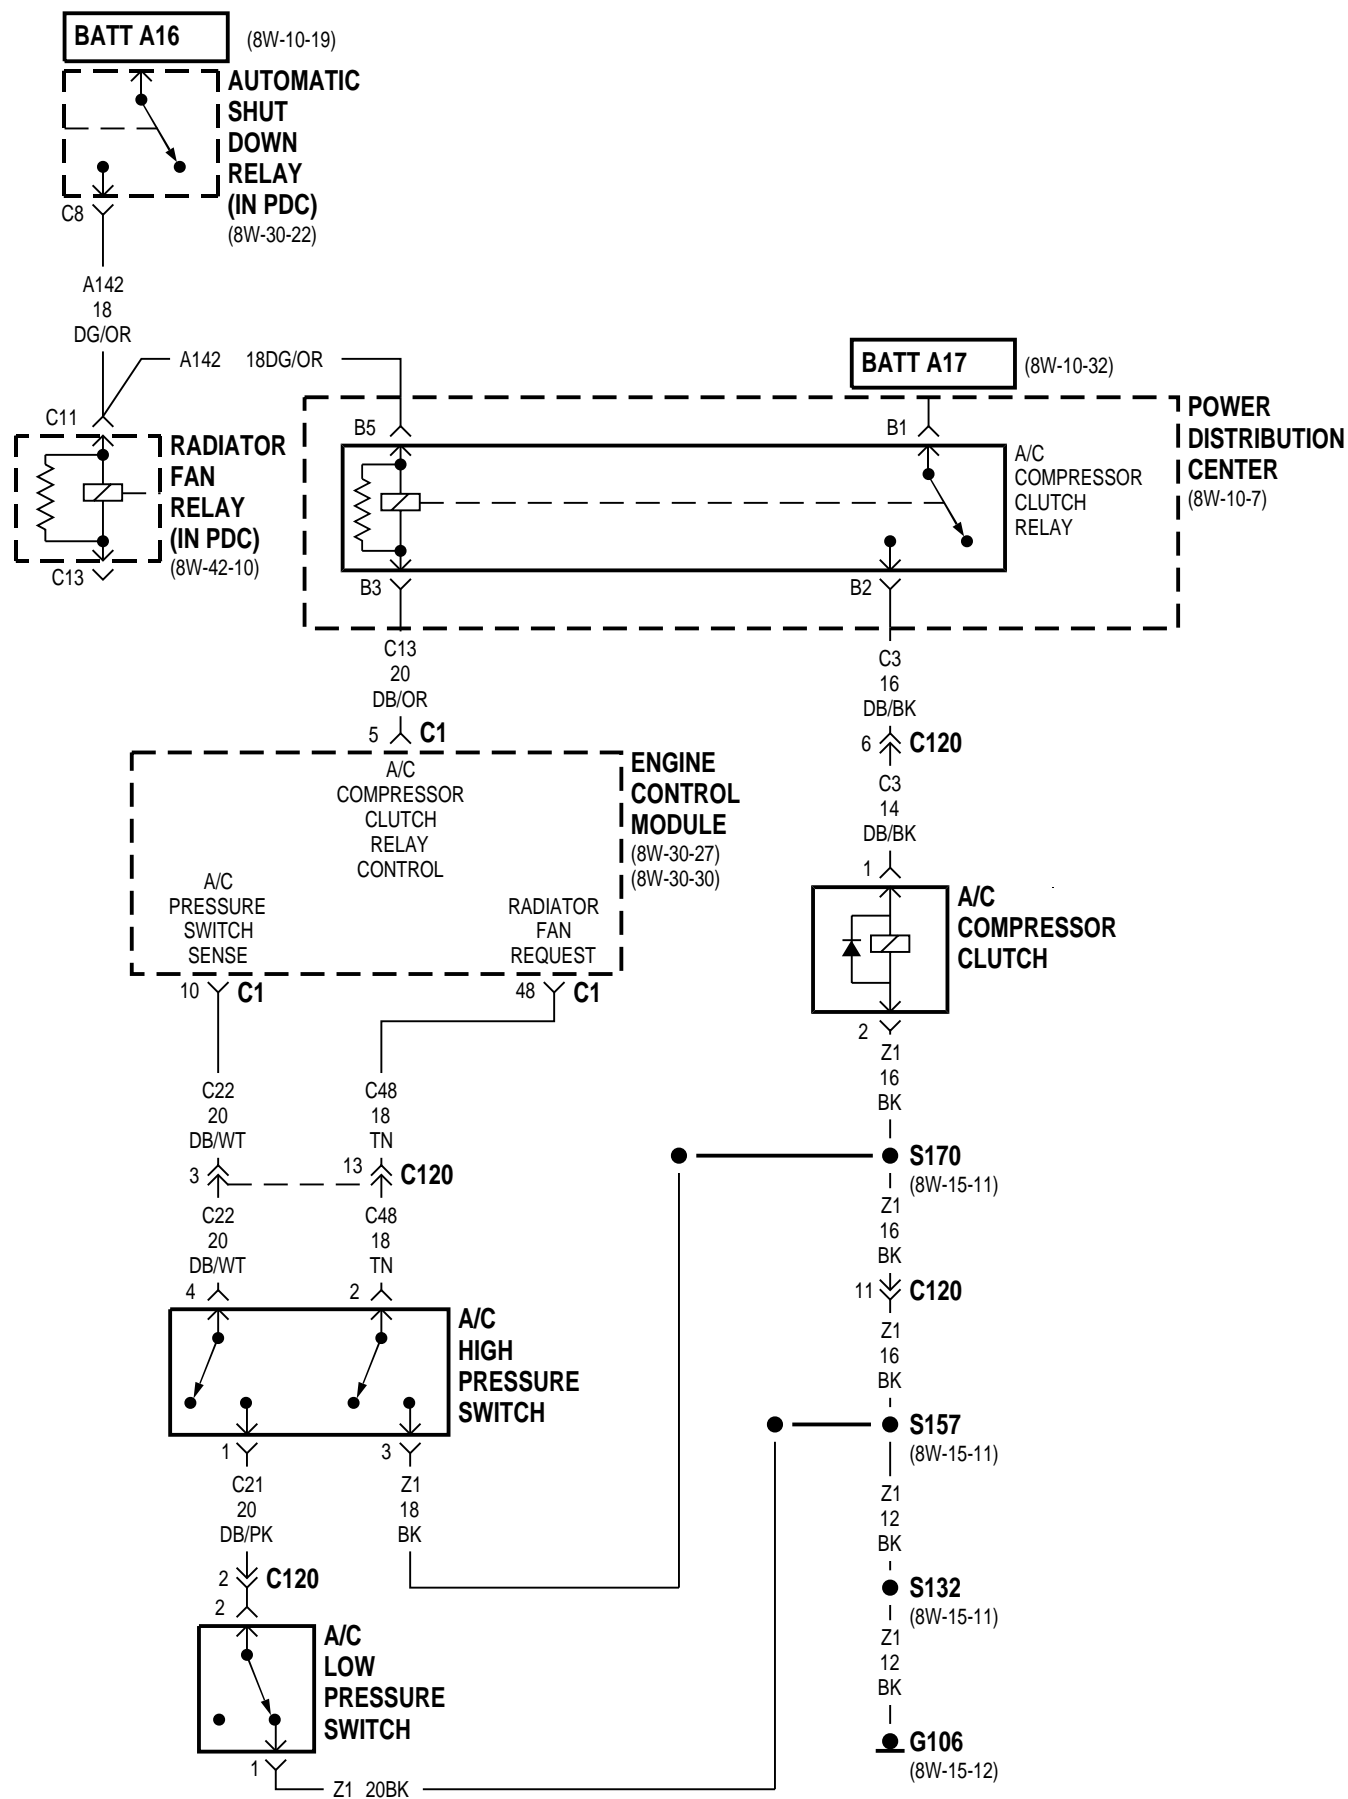 BATT A16
(8W-10-19)
AUTOMATIC
SHUT
DOWN
RELAY
(IN PDC)
(8W-30-22)
C8
A142
18
DG/OR
A142 18DG/OR
BATT A17
(8W-10-32)
C11
B5
B1
POWER
DISTRIBUTION
CENTER
(8W-10-7)
RADIATOR
FAN
RELAY
(IN PDC)
(8W-42-10)
A/C
COMPRESSOR
CLUTCH
RELAY
C13
B3
B2
C13
20
DB/OR
5
C1
C3
16
DB/BK
6
C120
C3
14
DB/BK
1
A/C
COMPRESSOR
CLUTCH
RELAY
CONTROL
ENGINE
CONTROL
MODULE
(8W-30-27)
(8W-30-30)
A/C
PRESSURE
SWITCH
SENSE
RADIATOR
FAN
REQUEST
A/C
COMPRESSOR
CLUTCH
10
C1
48
C1
2
Z1
16
BK
C22
20
DB/WT
C48
18
TN
3
13
C120
S170
(8W-15-11)
C22
20
DB/WT
C48
18
TN
Z1
16
BK
4
2
11
C120
A/C
HIGH
PRESSURE
SWITCH
Z1
16
BK
1
3
S157
(8W-15-11)
C21
20
DB/PK
Z1
18
BK
Z1
12
BK
2
C120
2
S132
(8W-15-11)
A/C
LOW
PRESSURE
SWITCH
Z1
12
BK
1
G106
(8W-15-12)
Z1 20BK